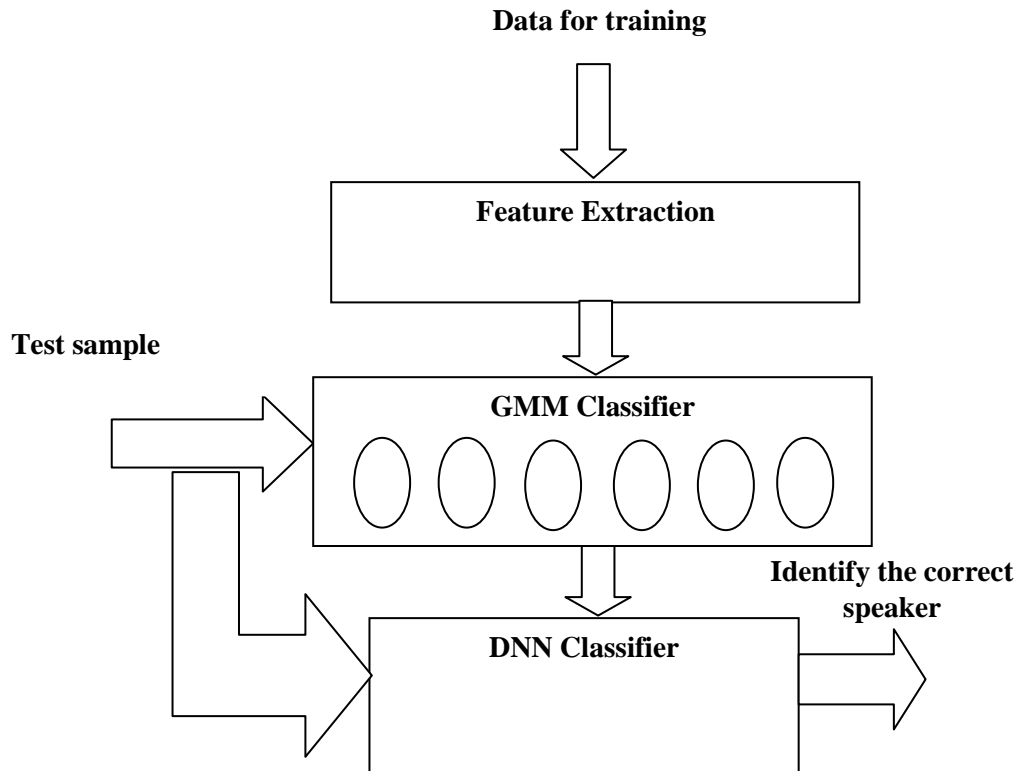 Data for training
Feature Extraction
Test sample
GMM Classifier
Identify the correct
speaker
DNN Classifier